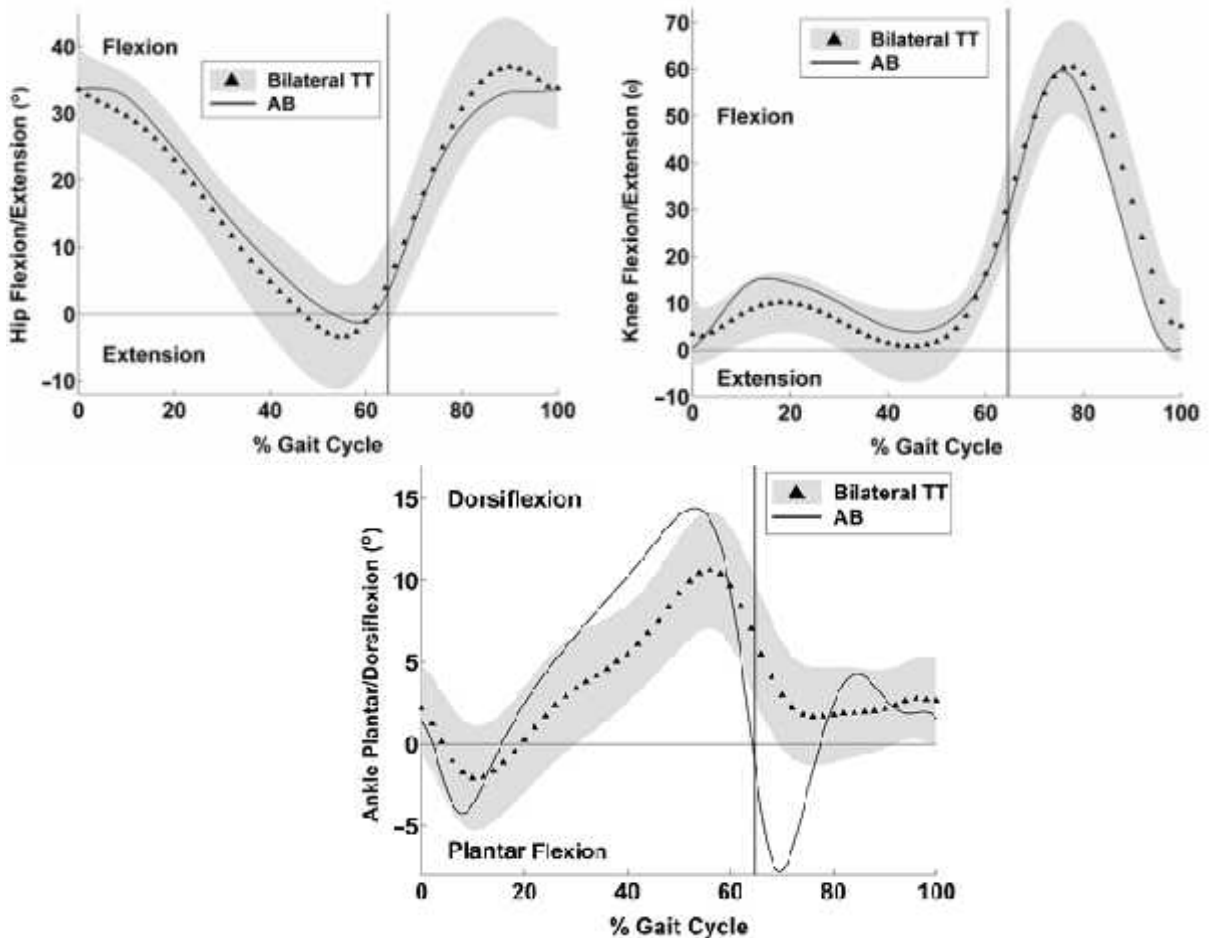 Flexion
Bilateral TT
AB
Extension
Hip Flexion/Extension (°)
40
30
20
10
0
−10
0 20 40 60 80 100
% Gait Cycle
Bilateral TT
AB
Flexion
Extension
Knee Flexion/Extension (o)
70
60
50
40
30
20
10
0
−10
0 20 40 60 80 100
% Gait Cycle
Dorsiflexion
Bilateral TT
AB
Plantar Flexion
Ankle Plantar/Dorsiflexion (°)
15
10
5
0
−5
0 20 40 60 80 100
% Gait Cycle